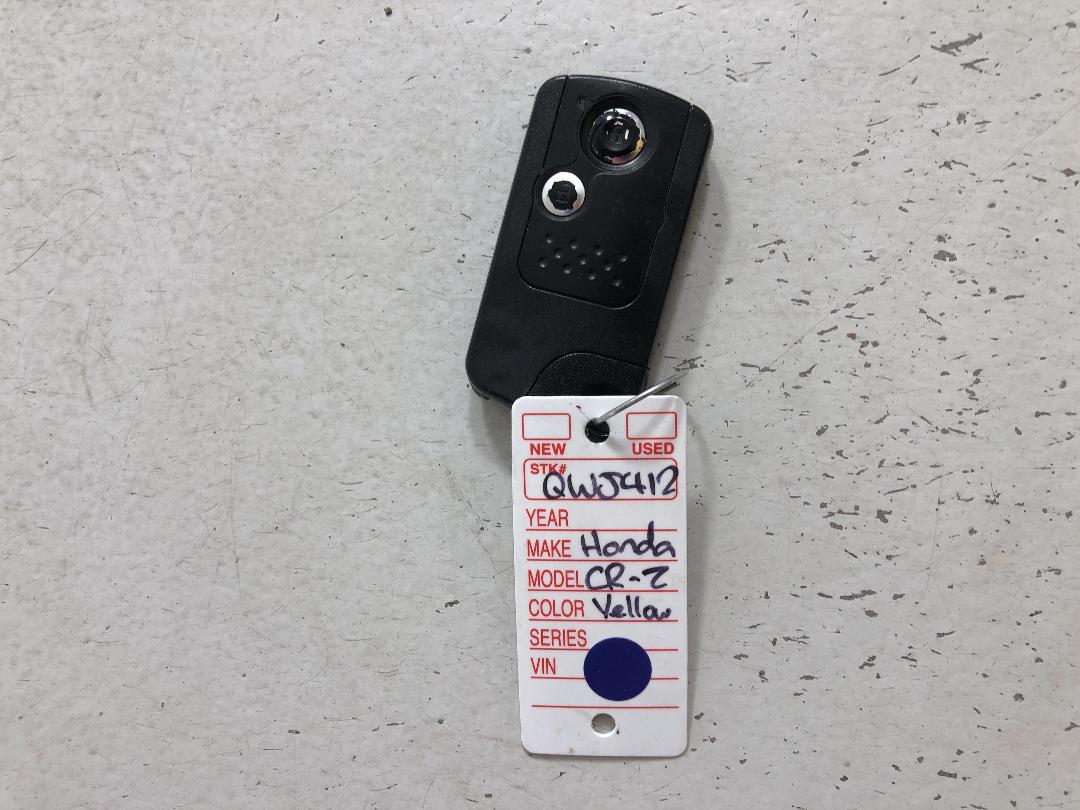 NEW USED
STK# QWJ412
YEAR
MAKE Honda
MODEL CR-Z
COLOR Yellow
SERIES
VIN